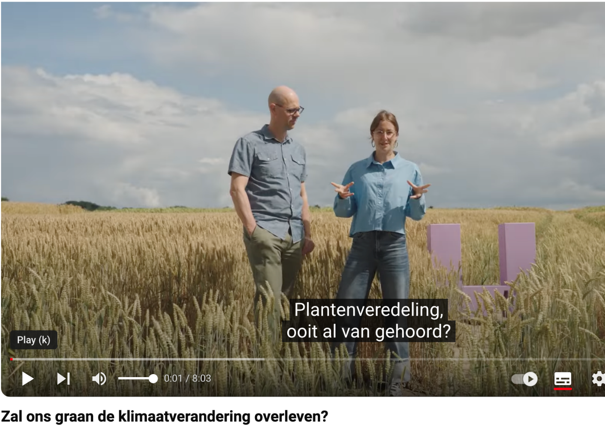 Plantenveredeling,
ooit al van gehoord?
Play (k)
0:01 / 8:03
Zal ons graan de klimaatverandering overleven?